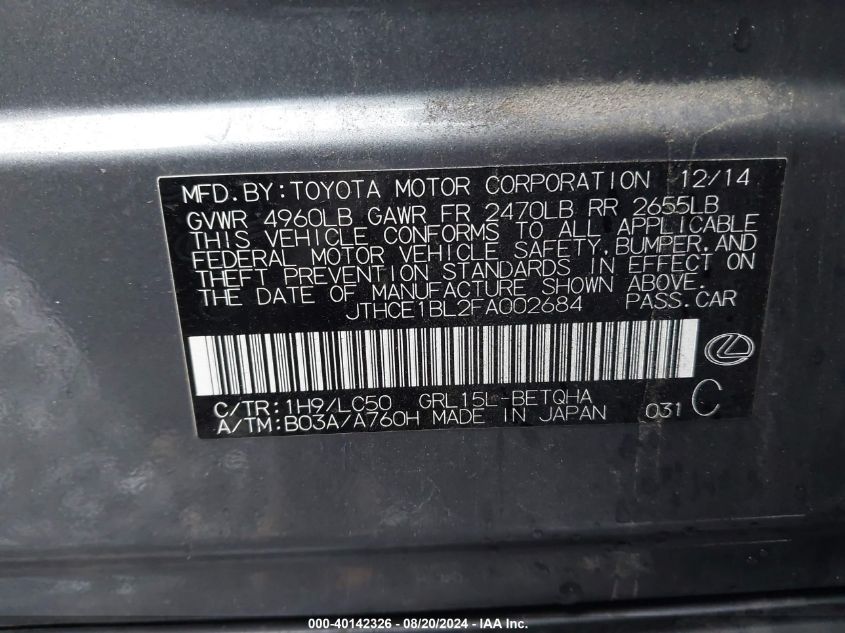 MFD.BY:TOYOTA MOTOR CORPORATION 12/14
GVWR 4960LB GAWR FR 2470LB RR 2655LB
THIS VEHICLE CONFORMS TO ALL APPLICABLE
FEDERAL MOTOR VEHICLE SAFETY,BUMPER,AND
THEFT PREVENTION STANDARDS IN EFFECT ON
THE DATE OF MANUFACTURE SHOWN ABOVE.
JTHCE1BL2FA002684 PASS.CAR
C/TR:1H9/LC50 GRL15L-BETQHA
A/TM:B03A/A760H MADE IN JAPAN 031 C
000-40142326 - 08/20/2024 - IAA Inc.